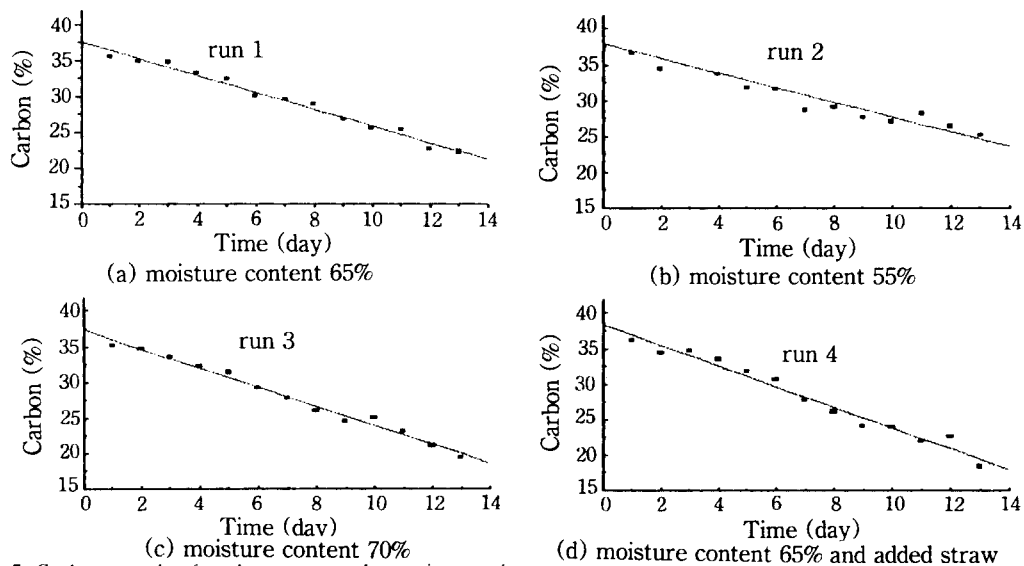 run 1
Carbon (%)
40
35
30
25
20
15
0 2 4 6 8 10 12 14
Time (day)
(a) moisture content 65%
run 2
Carbon (%)
40
35
30
25
20
15
0 2 4 6 8 10 12 14
Time (day)
(b) moisture content 55%
run 3
Carbon (%)
40
35
30
25
20
15
0 2 4 6 8 10 12 14
Time (day)
(c) moisture content 70%
run 4
Carbon (%)
40
35
30
25
20
15
0 2 4 6 8 10 12 14
Time (day)
(d) moisture content 65% and added straw